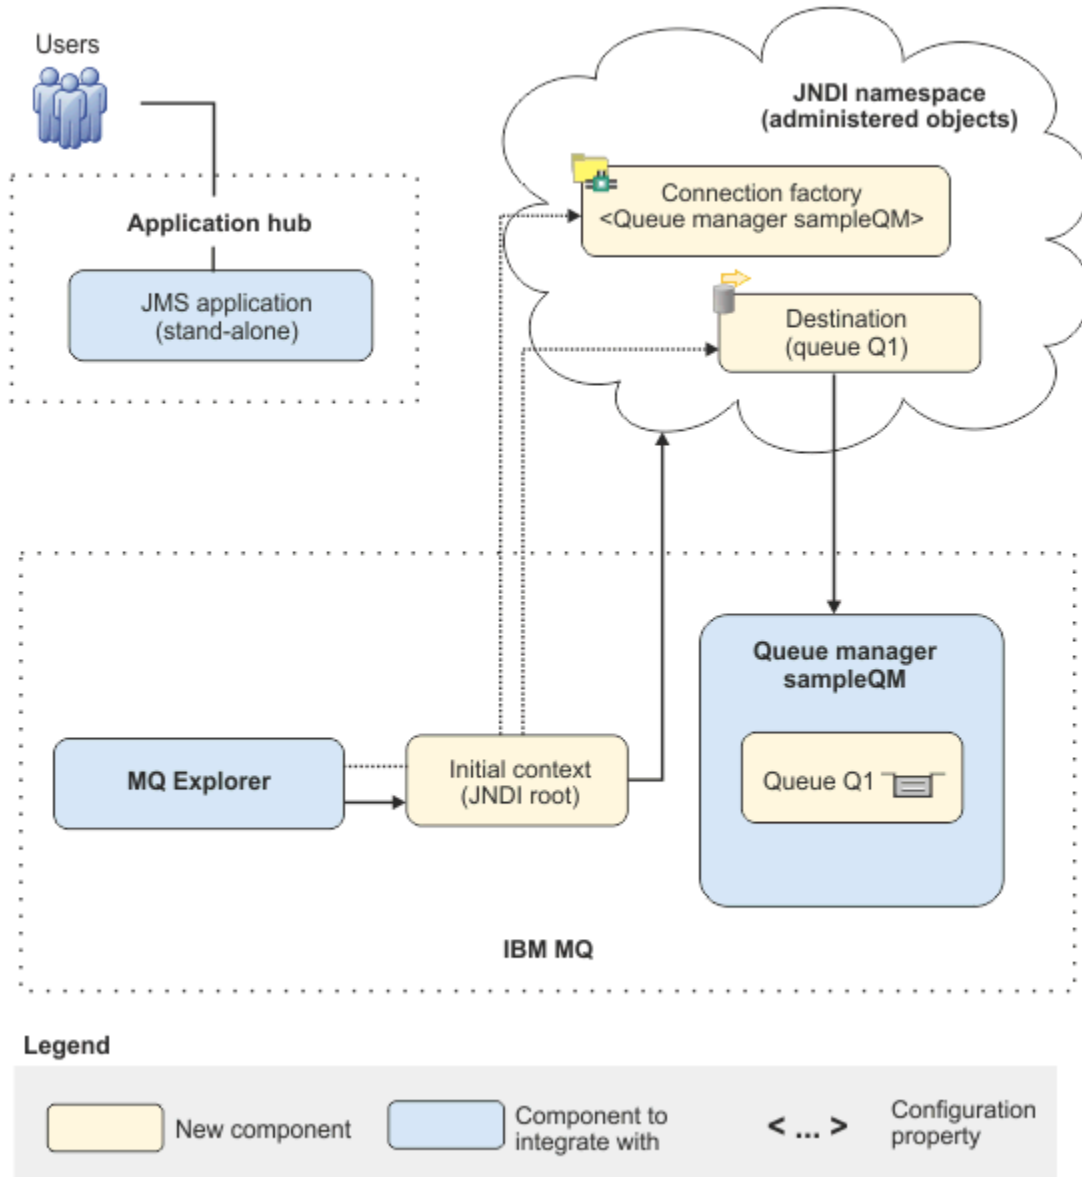 Users
JNDI namespace
(administered objects)
Connection factory
<Queue manager sampleQM>
Application hub
JMS application
(stand-alone)
Destination
(queue Q1)
Queue manager
sampleQM
MQ Explorer
Initial context
(JNDI root)
Queue Q1
IBM MQ
Legend
New component
Component to
integrate with
< ... >
Configuration
property